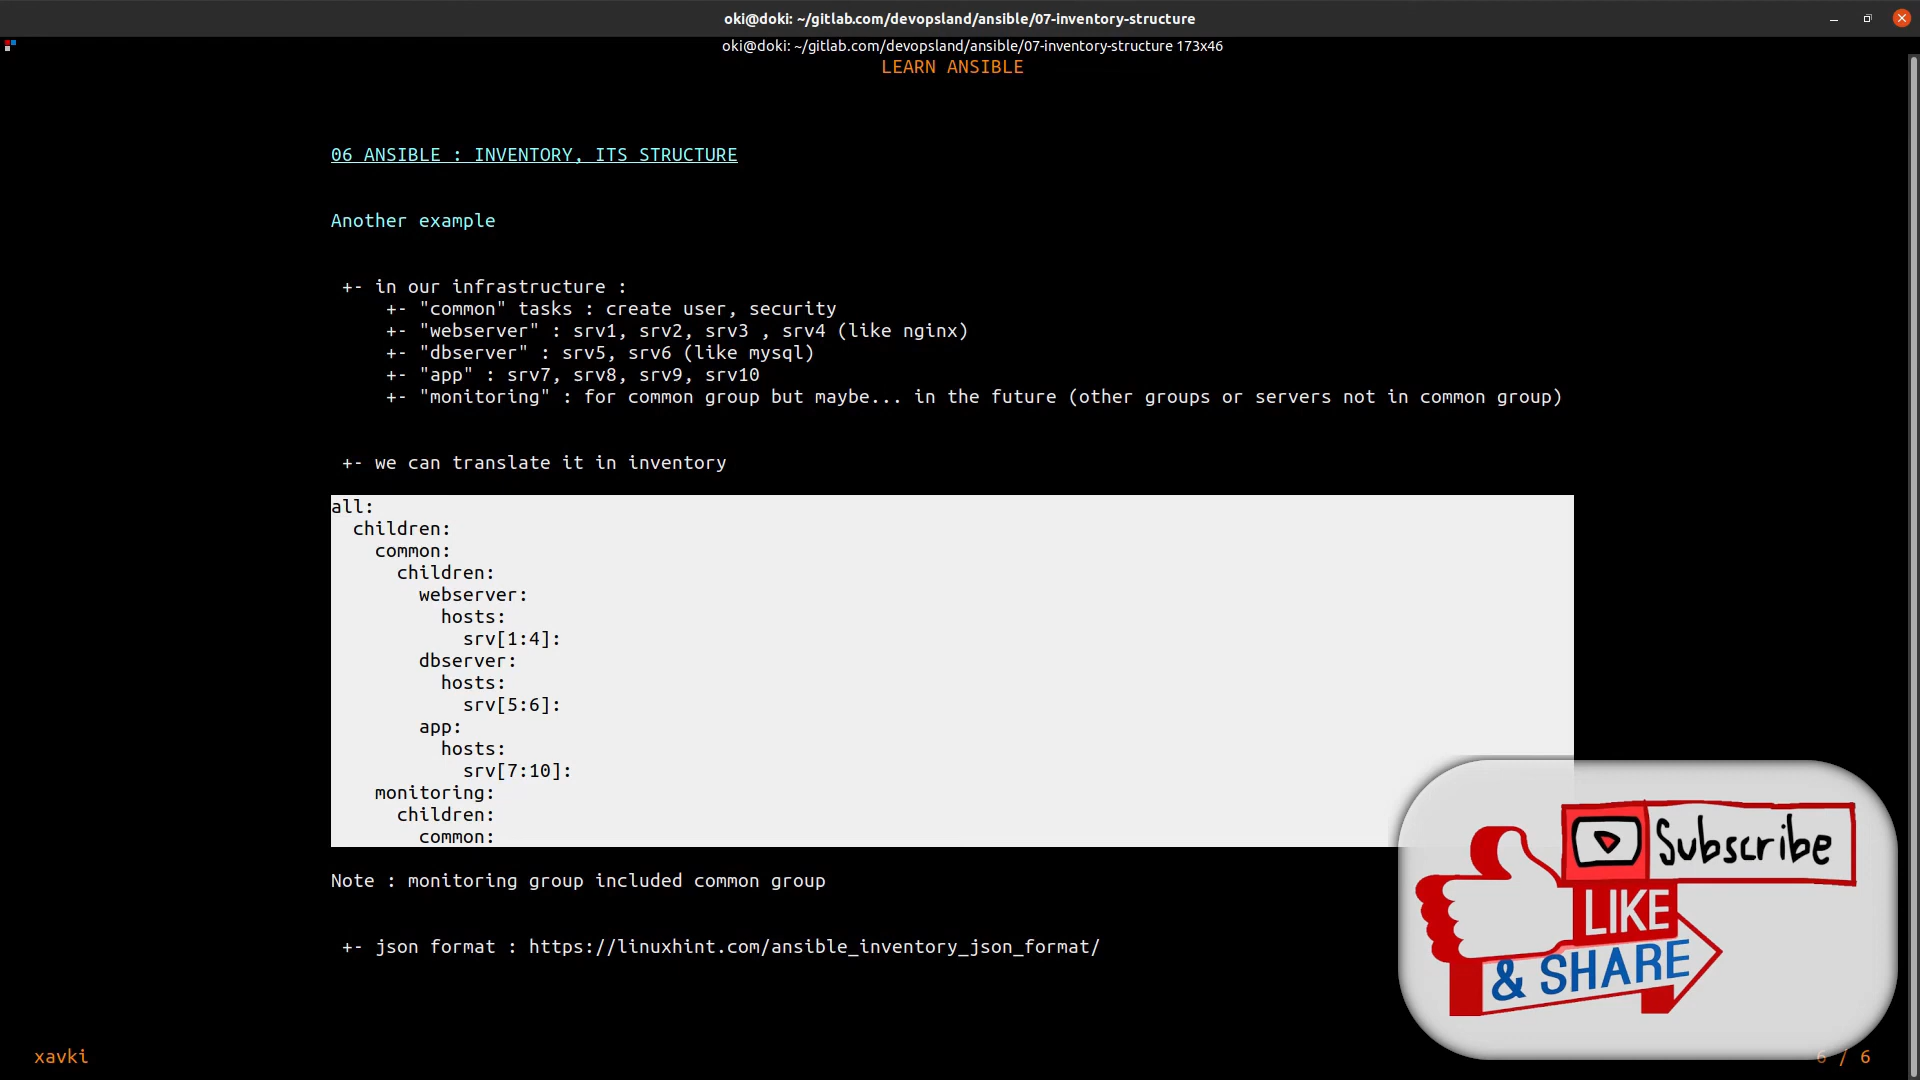 oki@doki: ~/gitlab.com/devopsland/ansible/07-inventory-structure
oki@doki: ~/gitlab.com/devopsland/ansible/07-inventory-structure 173x46
LEARN ANSIBLE
06 ANSIBLE : INVENTORY, ITS STRUCTURE
Another example
+- in our infrastructure :
+- "common" tasks : create user, security
+- "webserver" : srv1, srv2, srv3 , srv4 (like nginx)
+- "dbserver" : srv5, srv6 (like mysql)
+- "app" : srv7, srv8, srv9, srv10
+- "monitoring" : for common group but maybe... in the future (other groups or servers not in common group)
+- we can translate it in inventory
all:
  children:
    common:
      children:
        webserver:
          hosts:
            srv[1:4]:
        dbserver:
          hosts:
            srv[5:6]:
        app:
          hosts:
            srv[7:10]:
    monitoring:
      children:
        common:
Note : monitoring group included common group
+- json format : https://linuxhint.com/ansible_inventory_json_format/
Subscribe
LIKE
& SHARE
xavki
6 / 6